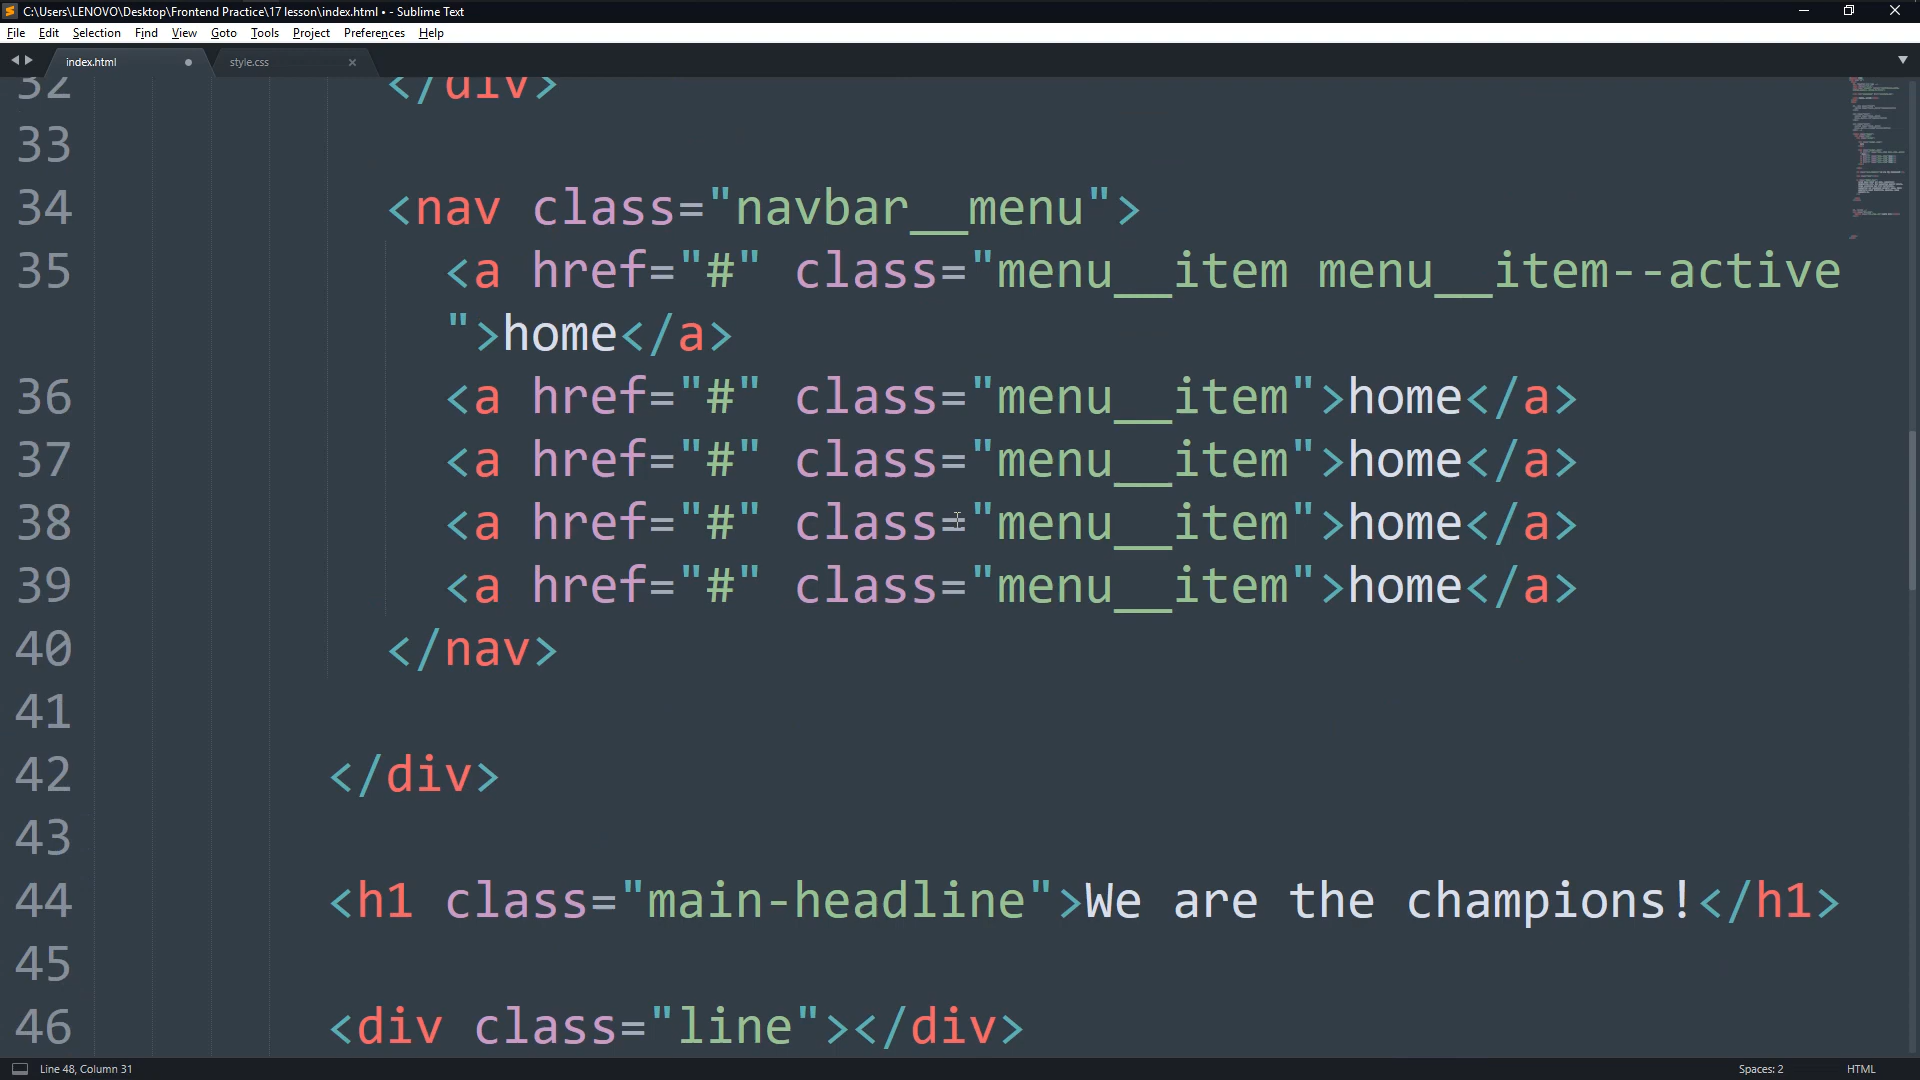 C:\Users\LENOVO\Desktop\Frontend Practice\17 lesson\index.html • - Sublime Text
File Edit Selection Find View Goto Tools Project Preferences Help
index.html style.css
32 </div>
33
34 <nav class="navbar__menu">
35 <a href="#" class="menu__item menu__item--active
">home</a>
36 <a href="#" class="menu__item">home</a>
37 <a href="#" class="menu__item">home</a>
38 <a href="#" class="menu__item">home</a>
39 <a href="#" class="menu__item">home</a>
40 </nav>
41
42 </div>
43
44 <h1 class="main-headline">We are the champions!</h1>
45
46 <div class="line"></div>
Line 48, Column 31 Spaces: 2 HTML